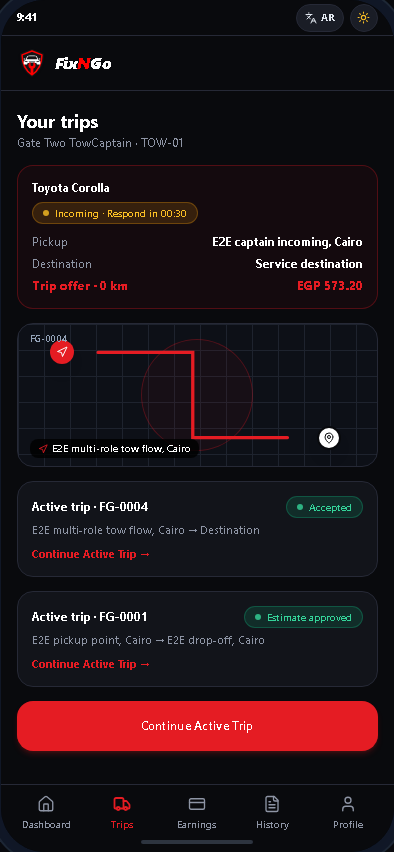 9:41
AR
FixNGo
Your trips
Gate Two TowCaptain · TOW-01
Toyota Corolla
Incoming · Respond in 00:30
Pickup E2E captain incoming, Cairo
Destination Service destination
Trip offer · 0 km EGP 573.20
FG-0004
E2E multi-role tow flow, Cairo
Active trip · FG-0004 Accepted
E2E multi-role tow flow, Cairo → Destination
Continue Active Trip →
Active trip · FG-0001 Estimate approved
E2E pickup point, Cairo → E2E drop-off, Cairo
Continue Active Trip →
Continue Active Trip
Dashboard Trips Earnings History Profile